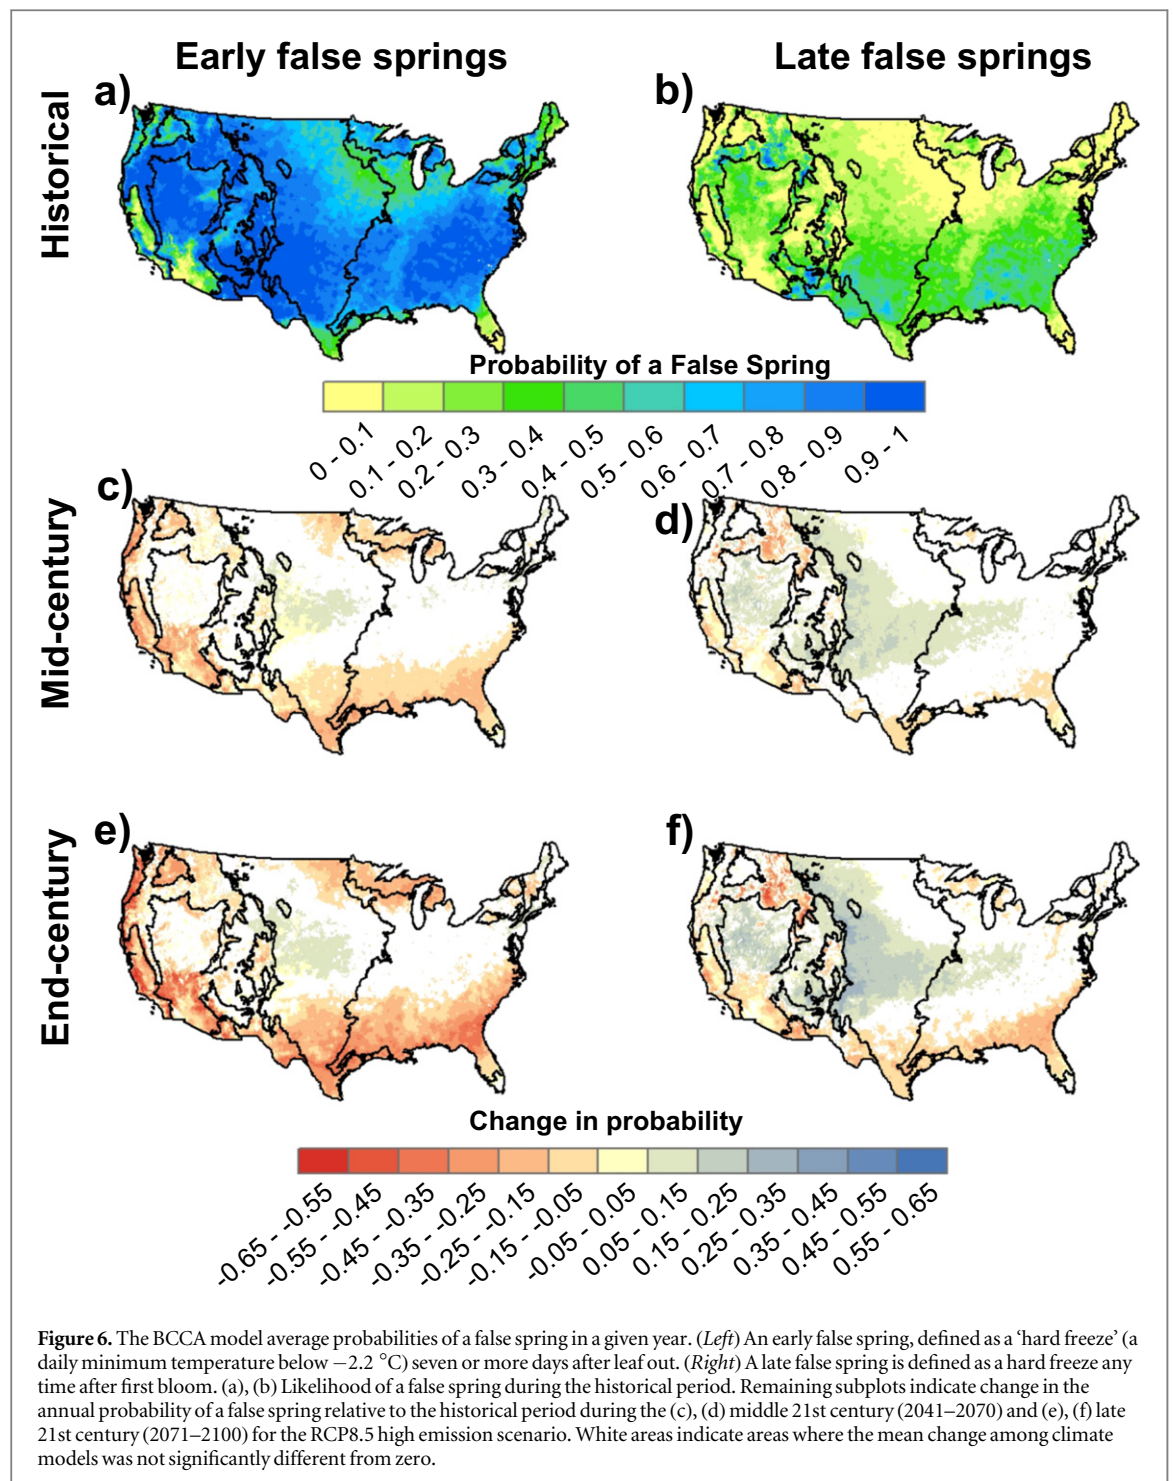 Early false springs
Late false springs
a)
b)
Historical
Probability of a False Spring
0 - 0.1
0.1 - 0.2
0.2 - 0.3
0.3 - 0.4
0.4 - 0.5
0.5 - 0.6
0.6 - 0.7
0.7 - 0.8
0.8 - 0.9
0.9 - 1
c)
d)
Mid-century
e)
f)
End-century
Change in probability
-0.65 - -0.55
-0.55 - -0.45
-0.45 - -0.35
-0.35 - -0.25
-0.25 - -0.15
-0.15 - -0.05
-0.05 - 0.05
0.05 - 0.15
0.15 - 0.25
0.25 - 0.35
0.35 - 0.45
0.45 - 0.55
0.55 - 0.65
Figure 6. The BCCA model average probabilities of a false spring in a given year. (Left) An early false spring, defined as a ‘hard freeze’ (a
daily minimum temperature below −2.2 °C) seven or more days after leaf out. (Right) A late false spring is defined as a hard freeze any
time after first bloom. (a), (b) Likelihood of a false spring during the historical period. Remaining subplots indicate change in the
annual probability of a false spring relative to the historical period during the (c), (d) middle 21st century (2041–2070) and (e), (f) late
21st century (2071–2100) for the RCP8.5 high emission scenario. White areas indicate areas where the mean change among climate
models was not significantly different from zero.